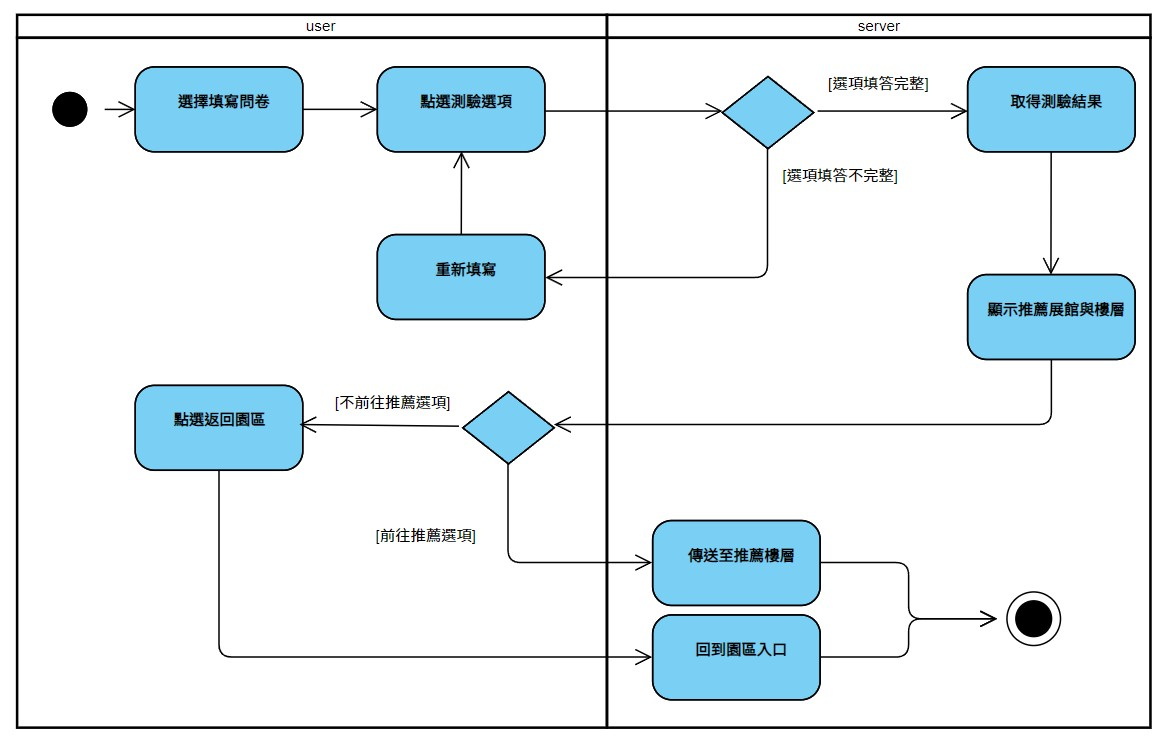 user
server
選擇填寫問卷
點選測驗選項
[選項填答完整]
取得測驗結果
[選項填答不完整]
重新填寫
顯示推薦展館與樓層
[不前往推薦選項]
點選返回園區
[前往推薦選項]
傳送至推薦樓層
回到園區入口